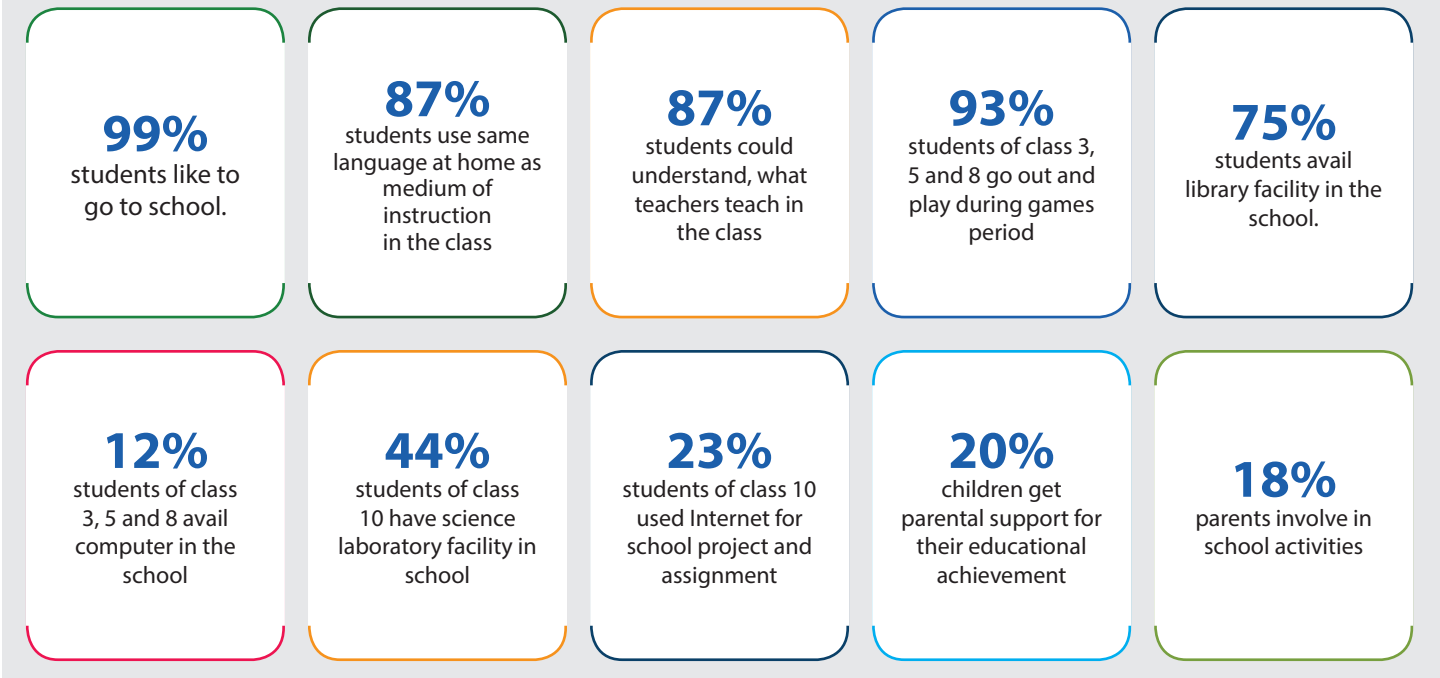 99%
students like to
go to school.
87%
students use same
language at home as
medium of
instruction
in the class
87%
students could
understand, what
teachers teach in
the class
93%
students of class 3,
5 and 8 go out and
play during games
period
75%
students avail
library facility in the
school.
12%
students of class
3, 5 and 8 avail
computer in the
school
44%
students of class
10 have science
laboratory facility in
school
23%
students of class 10
used Internet for
school project and
assignment
20%
children get
parental support for
their educational
achievement
18%
parents involve in
school activities